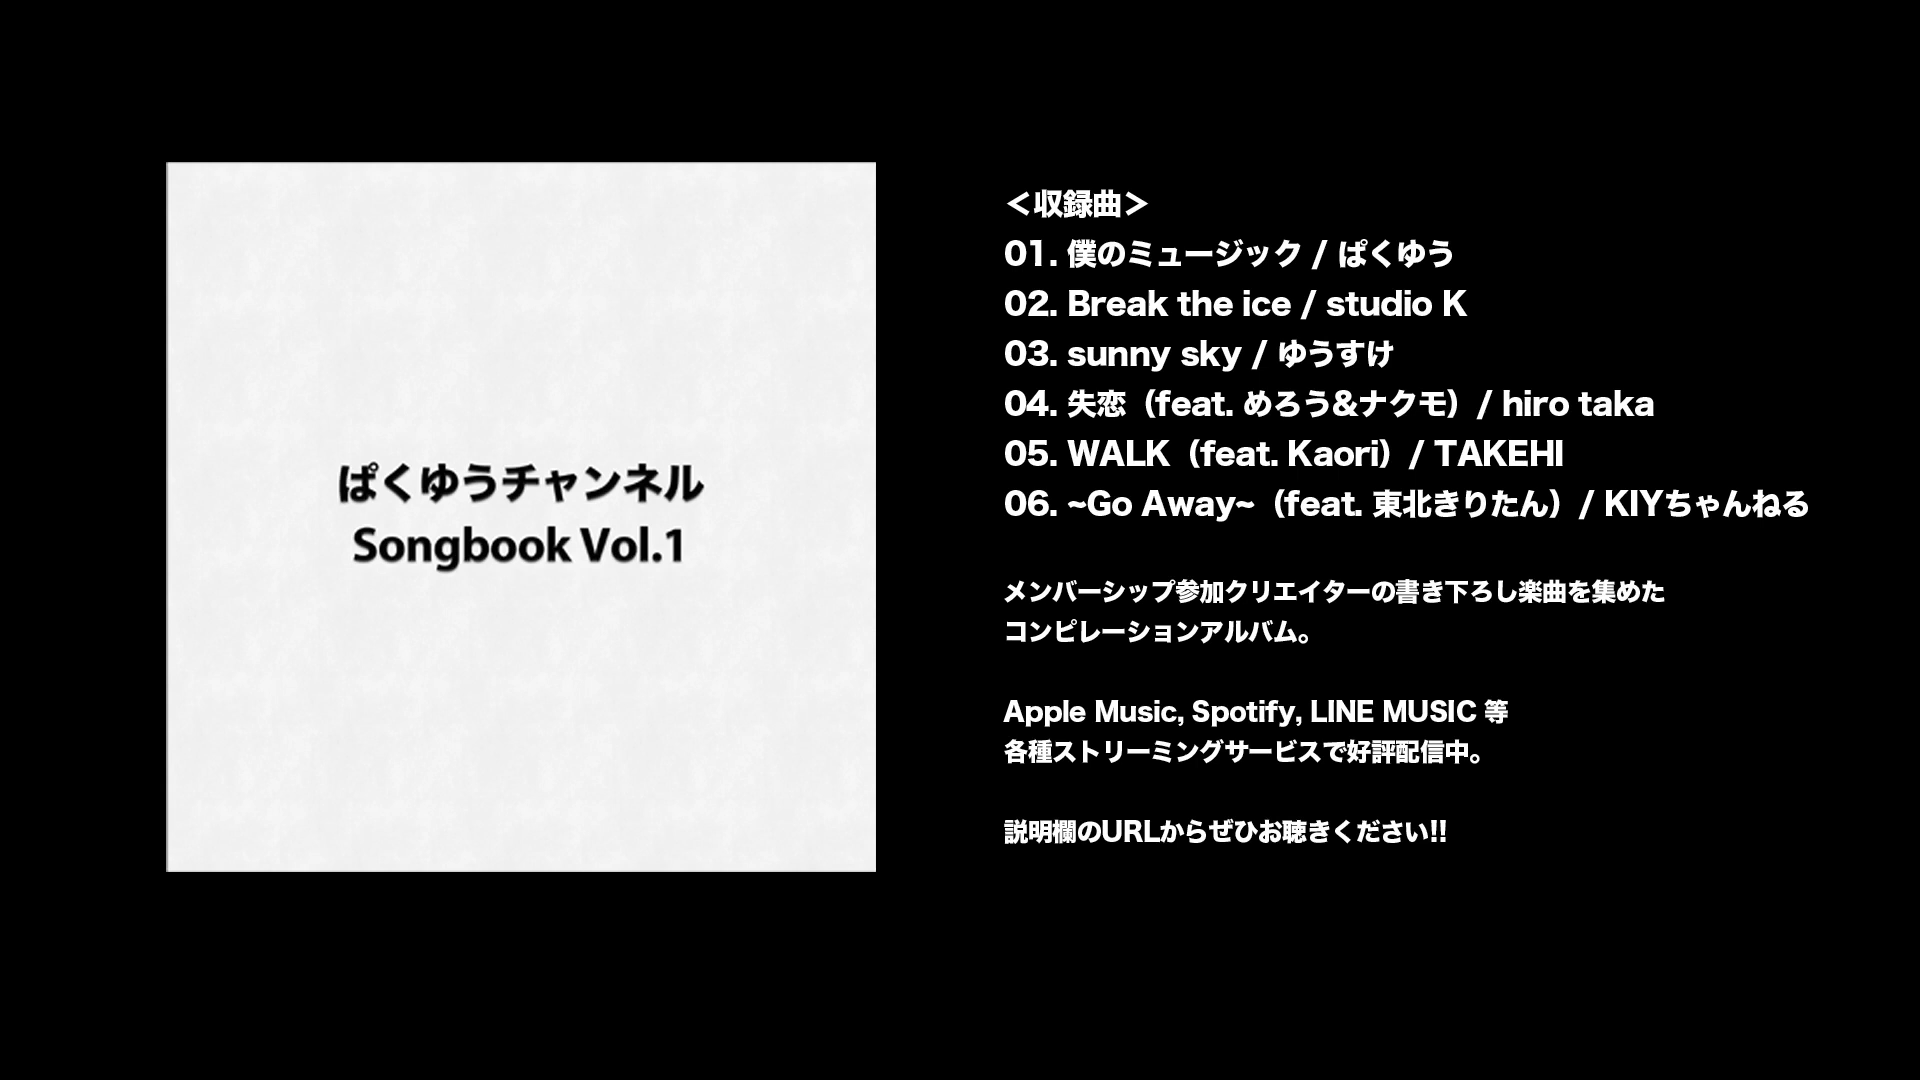 ぱくゆうチャンネル
Songbook Vol.1
＜収録曲＞
01. 僕のミュージック / ぱくゆう
02. Break the ice / studio K
03. sunny sky / ゆうすけ
04. 失恋（feat. めろう&ナクモ）/ hiro taka
05. WALK（feat. Kaori）/ TAKEHI
06. ~Go Away~（feat. 東北きりたん）/ KIYちゃんねる
メンバーシップ参加クリエイターの書き下ろし楽曲を集めた
コンピレーションアルバム。
Apple Music, Spotify, LINE MUSIC 等
各種ストリーミングサービスで好評配信中。
説明欄のURLからぜひお聴きください!!